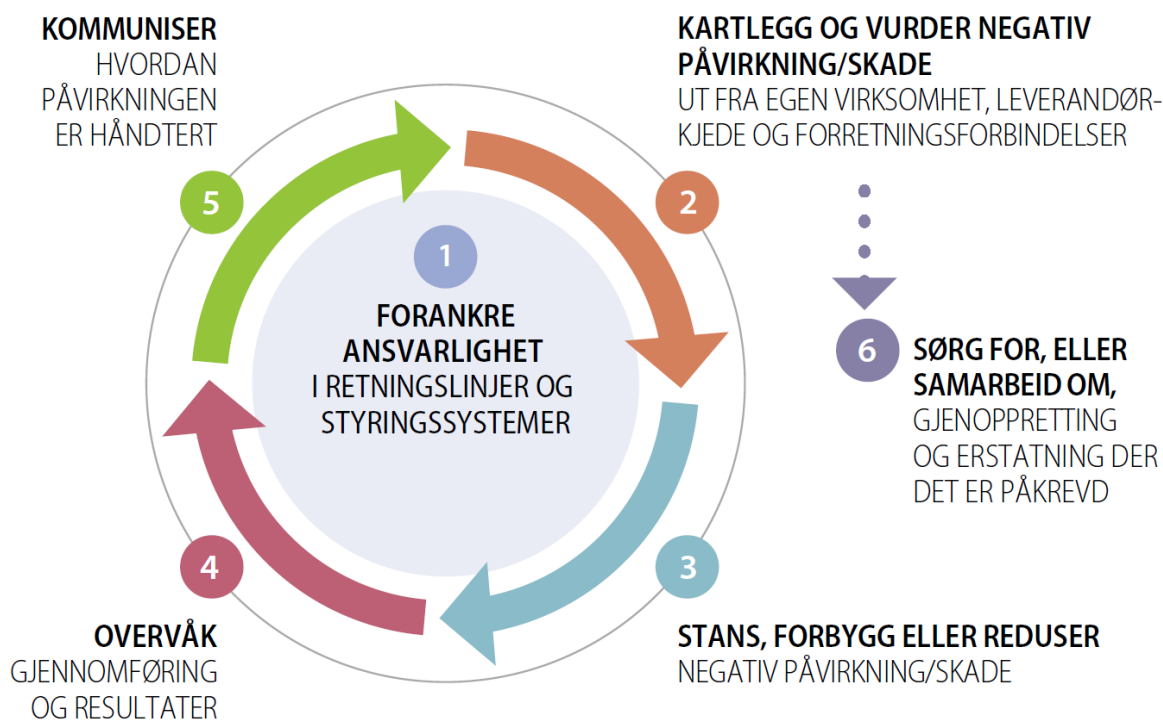 1
FORANKRE
ANSVARLIGHET
I RETNINGSLINJER OG
STYRINGSSYSTEMER
KARTLEGG OG VURDER NEGATIV
PÅVIRKNING/SKADE
UT FRA EGEN VIRKSOMHET, LEVERANDØR-
KJEDE OG FORRETNINGSFORBINDELSER
2
3
STANS, FORBYGG ELLER REDUSER
NEGATIV PÅVIRKNING/SKADE
4
OVERVÅK
GJENNOMFØRING
OG RESULTATER
KOMMUNISER
HVORDAN
PÅVIRKNINGEN
ER HÅNDTERT
5
6
SØRG FOR, ELLER
SAMARBEID OM,
GJENOPPRETTING
OG ERSTATNING DER
DET ER PÅKREVD